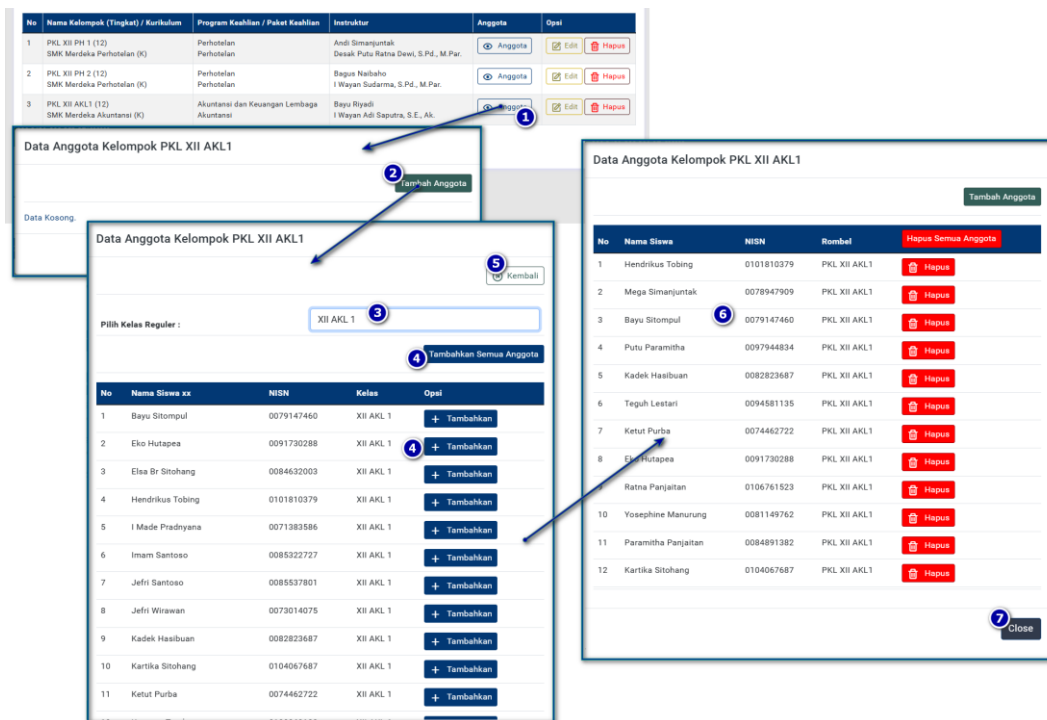 No Nama Kelompok (Tingkat) / Kurikulum Program Keahlian / Paket Keahlian Instruktur Anggota Opsi
1 PKL XII PH 1 (12) Perhotelan Andi Simanjuntak Anggota Edit Hapus
SMK Merdeka Perhotelan (K) Perhotelan Desak Putu Ratna Dewi, S.Pd., M.Par.
2 PKL XII PH 2 (12) Perhotelan Bagus Naibaho Anggota Edit Hapus
SMK Merdeka Perhotelan (K) Perhotelan I Wayan Sudarma, S.Pd., M.Par.
3 PKL XII AKL1 (12) Akuntansi dan Keuangan Lembaga Bayu Riyadi Anggota Edit Hapus
SMK Merdeka Akuntansi (K) Akuntansi I Wayan Adi Saputra, S.E., Ak.
1
Data Anggota Kelompok PKL XII AKL1
2
Tambah Anggota
Data Kosong.
Data Anggota Kelompok PKL XII AKL1
5
Kembali
Pilih Kelas Reguler : XII AKL 1 3
4 Tambahkan Semua Anggota
No Nama Siswa xx NISN Kelas Opsi
1 Bayu Sitompul 0079147460 XII AKL 1 + Tambahkan
2 Eko Hutapea 0091730288 XII AKL 1 4 + Tambahkan
3 Elsa Br Sitohang 0084632003 XII AKL 1 + Tambahkan
4 Hendrikus Tobing 0101810379 XII AKL 1 + Tambahkan
5 I Made Pradnyana 0071383586 XII AKL 1 + Tambahkan
6 Imam Santoso 0085322727 XII AKL 1 + Tambahkan
7 Jefri Santoso 0085537801 XII AKL 1 + Tambahkan
8 Jefri Wirawan 0073014075 XII AKL 1 + Tambahkan
9 Kadek Hasibuan 0082823687 XII AKL 1 + Tambahkan
10 Kartika Sitohang 0104067687 XII AKL 1 + Tambahkan
11 Ketut Purba 0074462722 XII AKL 1 + Tambahkan
Data Anggota Kelompok PKL XII AKL1
Tambah Anggota
No Nama Siswa NISN Rombel Hapus Semua Anggota
1 Hendrikus Tobing 0101810379 PKL XII AKL1 Hapus
2 Mega Simanjuntak 0078947909 PKL XII AKL1 Hapus
3 Bayu Sitompul 6 0079147460 PKL XII AKL1 Hapus
4 Putu Paramitha 0097944834 PKL XII AKL1 Hapus
5 Kadek Hasibuan 0082823687 PKL XII AKL1 Hapus
6 Teguh Lestari 0094581135 PKL XII AKL1 Hapus
7 Ketut Purba 0074462722 PKL XII AKL1 Hapus
8 Eko Hutapea 0091730288 PKL XII AKL1 Hapus
Ratna Panjaitan 0106761523 PKL XII AKL1 Hapus
10 Yosephine Manurung 0081149762 PKL XII AKL1 Hapus
11 Paramitha Panjaitan 0084891382 PKL XII AKL1 Hapus
12 Kartika Sitohang 0104067687 PKL XII AKL1 Hapus
7
Close